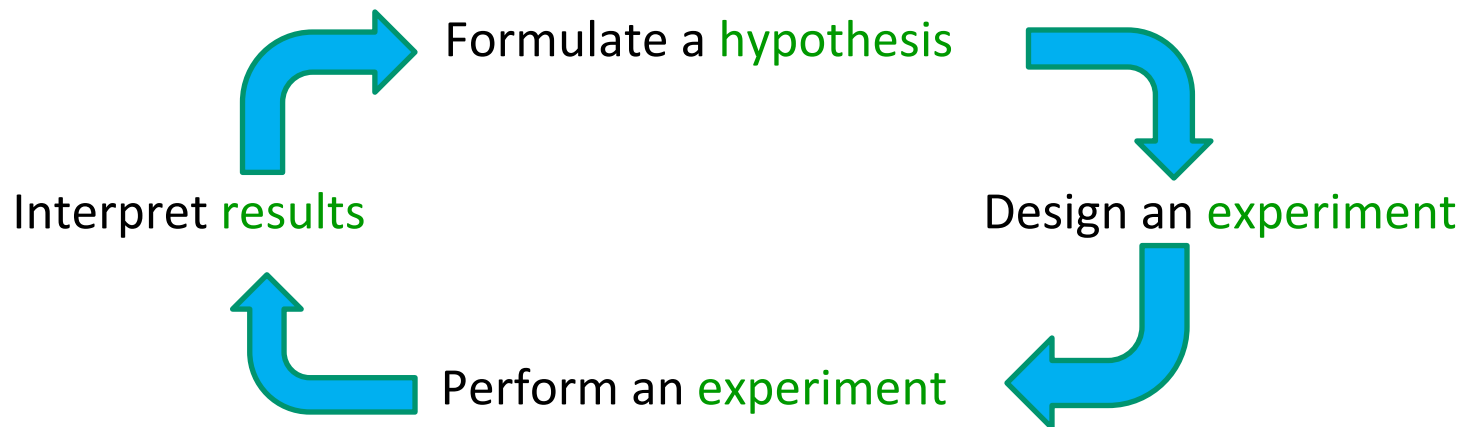 Formulate a hypothesis
Interpret results
Design an experiment
Perform an experiment